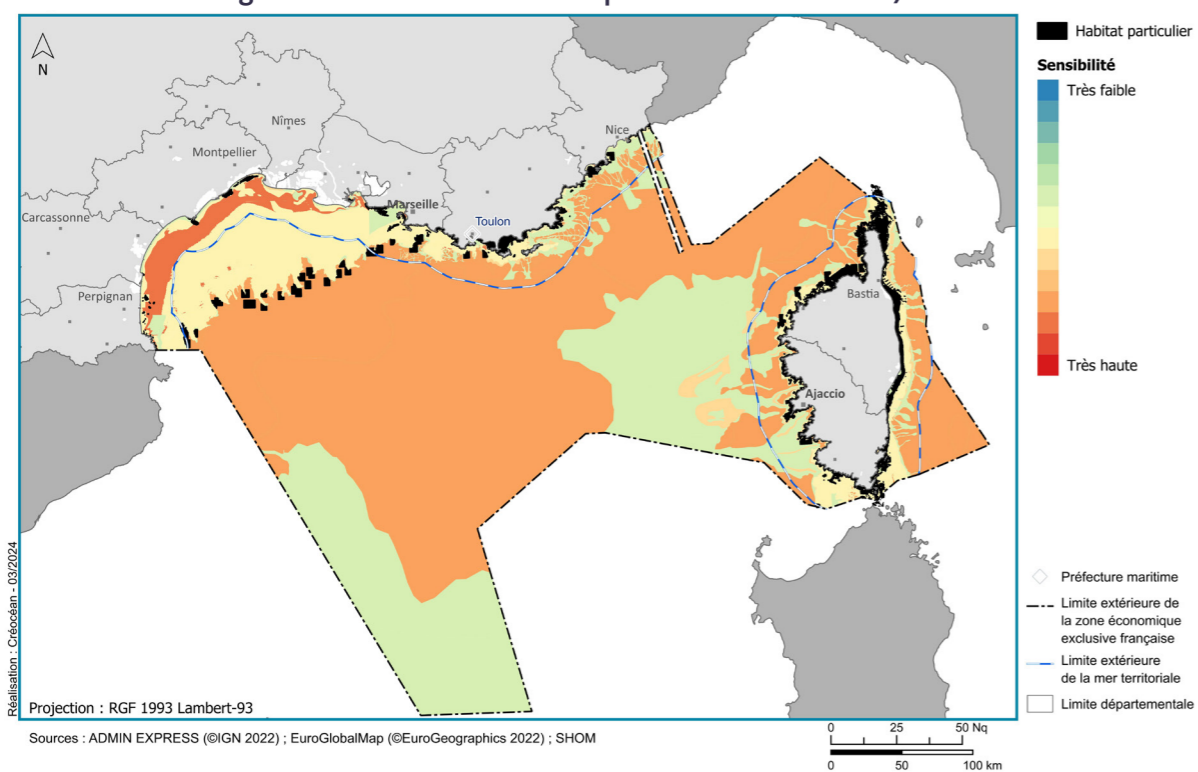 N
Nîmes
Montpellier
Nice
Carcassonne
Marseille
Toulon
Perpignan
Bastia
Ajaccio
Habitat particulier
Sensibilité
Très faible
Très haute
Préfecture maritime
Limite extérieure de
la zone économique
exclusive française
Limite extérieure
de la mer territoriale
Limite départementale
Réalisation : Créocéan - 03/2024
Projection : RGF 1993 Lambert-93
Sources : ADMIN EXPRESS (©IGN 2022) ; EuroGlobalMap (©EuroGeographics 2022) ; SHOM
0 25 50 Nq
0 50 100 km